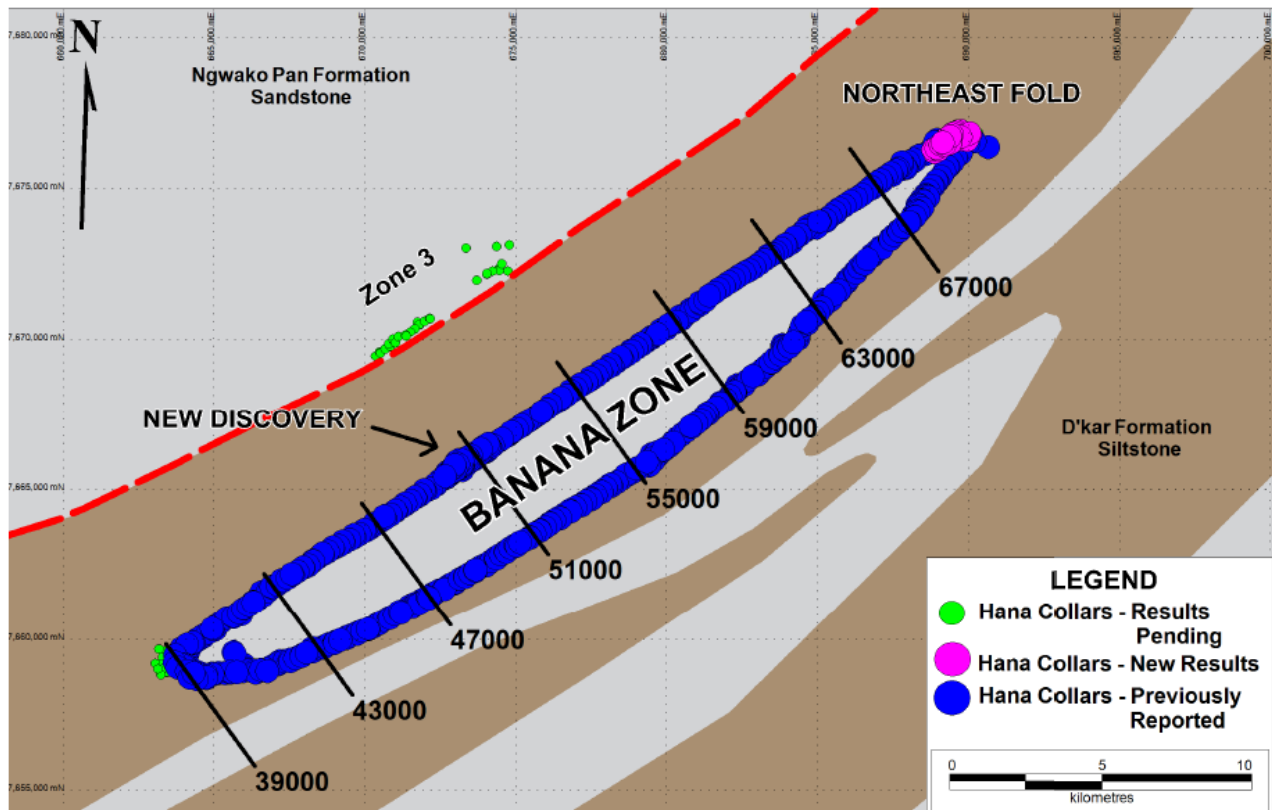 660,000 mE
665,000 mE
670,000 mE
675,000 mE
680,000 mE
690,000 mE
695,000 mE
7,680,000 mN
N
Ngwako Pan Formation
Sandstone
NORTHEAST FOLD
7,675,000 mN
Zone 3
67000
7,670,000 mN
63000
NEW DISCOVERY
BANANA ZONE
59000
D'kar Formation
Siltstone
7,665,000 mN
55000
51000
7,660,000 mN
47000
43000
39000
7,655,000 mN
LEGEND
Hana Collars - Results
Pending
Hana Collars - New Results
Hana Collars - Previously
Reported
0 5 10
kilometres